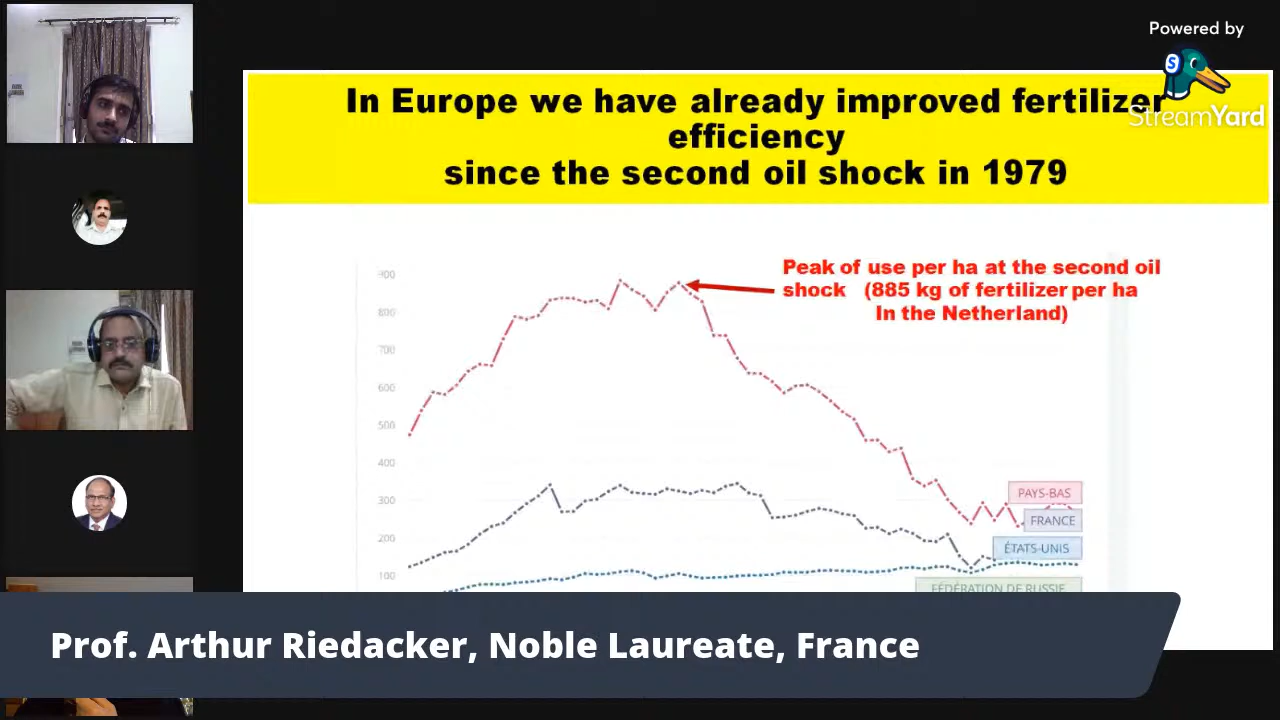 Powered by
S
StreamYard
In Europe we have already improved fertilizer
efficiency
since the second oil shock in 1979
Peak of use per ha at the second oil
shock (885 kg of fertilizer per ha
In the Netherland)
900
800
700
600
500
400
300
200
100
PAYS-BAS
FRANCE
ÉTATS-UNIS
FÉDÉRATION DE RUSSIE
Prof. Arthur Riedacker, Noble Laureate, France